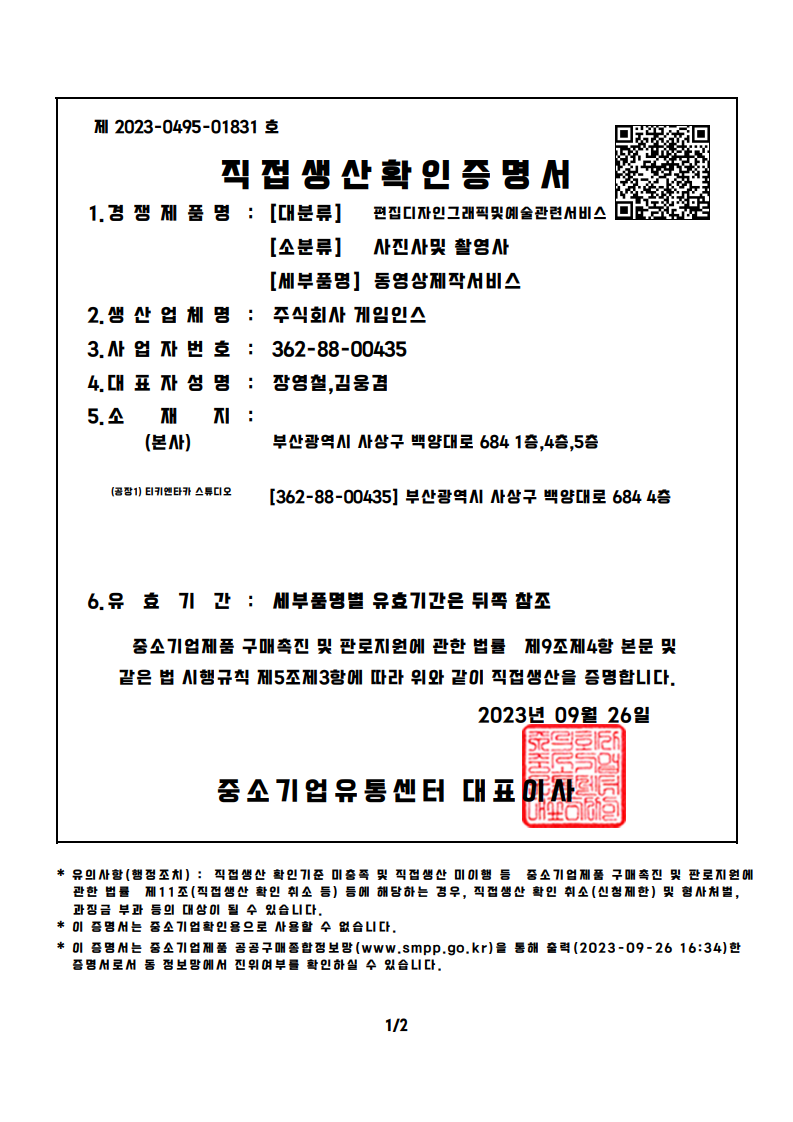 제 2023-0495-01831 호
직접생산확인증명서
1.경쟁제품명 : [대분류] 편집디자인그래픽및예술관련서비스
[소분류] 사진사및 촬영사
[세부품명] 동영상제작서비스
2.생산업체명 : 주식회사 게임인스
3.사업자번호 : 362-88-00435
4.대표자성명 : 장영철,김웅겸
5.소재지 :
(본사) 부산광역시 사상구 백양대로 684 1층,4층,5층
(공장1) 티키앤타카 스튜디오 [362-88-00435] 부산광역시 사상구 백양대로 684 4층
6.유효기간 : 세부품명별 유효기간은 뒤쪽 참조
중소기업제품 구매촉진 및 판로지원에 관한 법률 제9조제4항 본문 및
같은 법 시행규칙 제5조제3항에 따라 위와 같이 직접생산을 증명합니다.
2023년 09월 26일
중소기업유통센터 대표이사
* 유의사항(행정조치) : 직접생산 확인기준 미충족 및 직접생산 미이행 등 중소기업제품 구매촉진 및 판로지원에
관한 법률 제11조(직접생산 확인 취소 등) 등에 해당하는 경우, 직접생산 확인 취소(신청제한) 및 형사처벌,
과징금 부과 등의 대상이 될 수 있습니다.
* 이 증명서는 중소기업확인용으로 사용할 수 없습니다.
* 이 증명서는 중소기업제품 공공구매종합정보망(www.smpp.go.kr)을 통해 출력(2023-09-26 16:34)한
증명서로서 동 정보망에서 진위여부를 확인하실 수 있습니다.
1/2